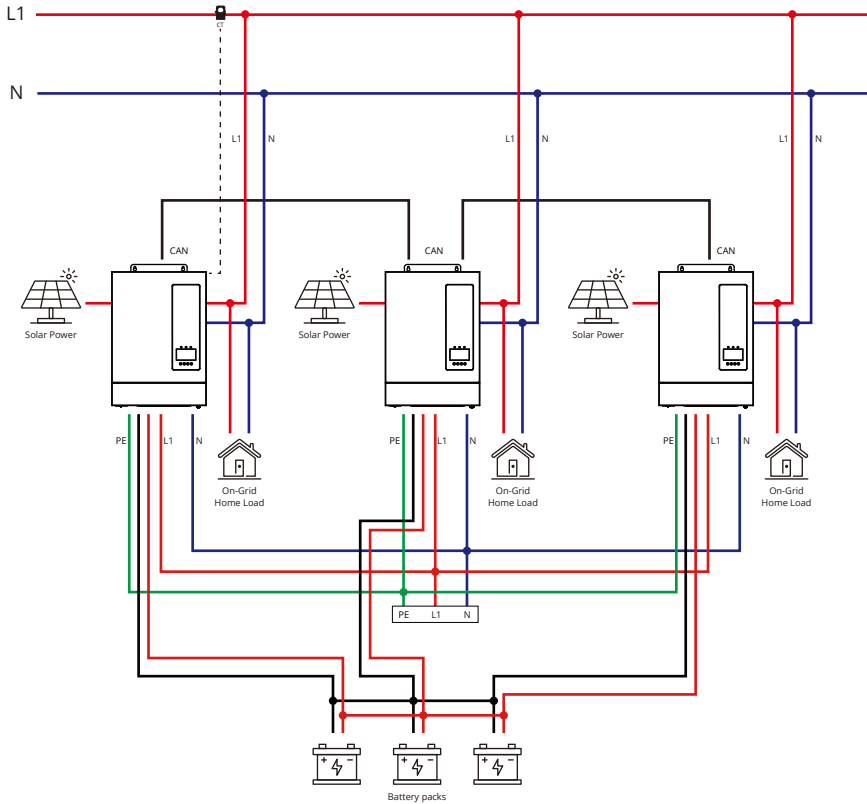 L1
CT
N
L1
N
L1
N
L1
N
CAN
CAN
CAN
Solar Power
Solar Power
Solar Power
PE
L1
N
PE
L1
N
PE
L1
N
On-Grid
Home Load
On-Grid
Home Load
On-Grid
Home Load
PE
L1
N
+
−
+
−
+
−
Battery packs